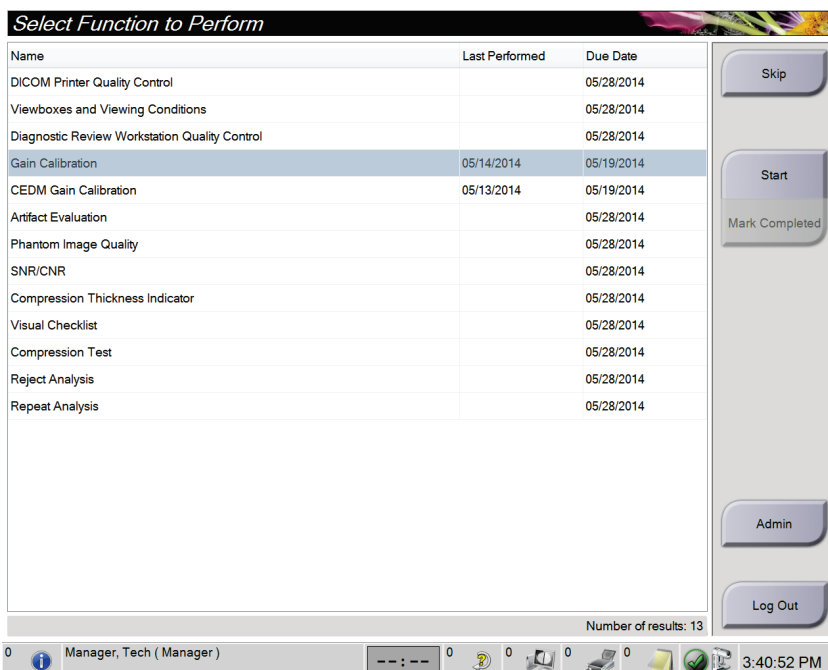 Select Function to Perform
Name Last Performed Due Date
DICOM Printer Quality Control 05/28/2014
Viewboxes and Viewing Conditions 05/28/2014
Diagnostic Review Workstation Quality Control 05/28/2014
Gain Calibration 05/14/2014 05/19/2014
CEDM Gain Calibration 05/13/2014 05/19/2014
Artifact Evaluation 05/28/2014
Phantom Image Quality 05/28/2014
SNR/CNR 05/28/2014
Compression Thickness Indicator 05/28/2014
Visual Checklist 05/28/2014
Compression Test 05/28/2014
Reject Analysis 05/28/2014
Repeat Analysis 05/28/2014
Number of results: 13
Skip
Start
Mark Completed
Admin
Log Out
0 Manager, Tech ( Manager ) --:-- 0 0 0 0 3:40:52 PM